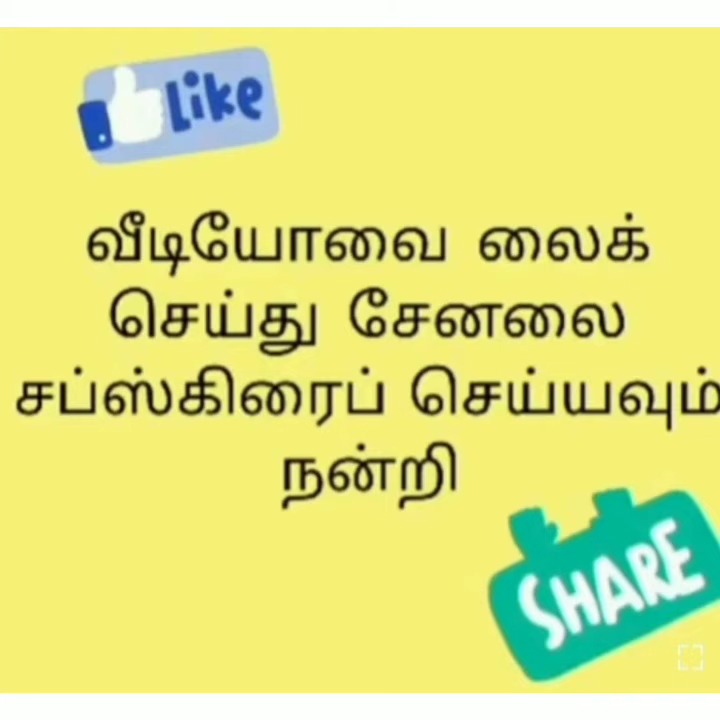 Like
வீடியோவை லைக்
செய்து சேனலை
சப்ஸ்கிரைப் செய்யவும்
நன்றி
SHARE